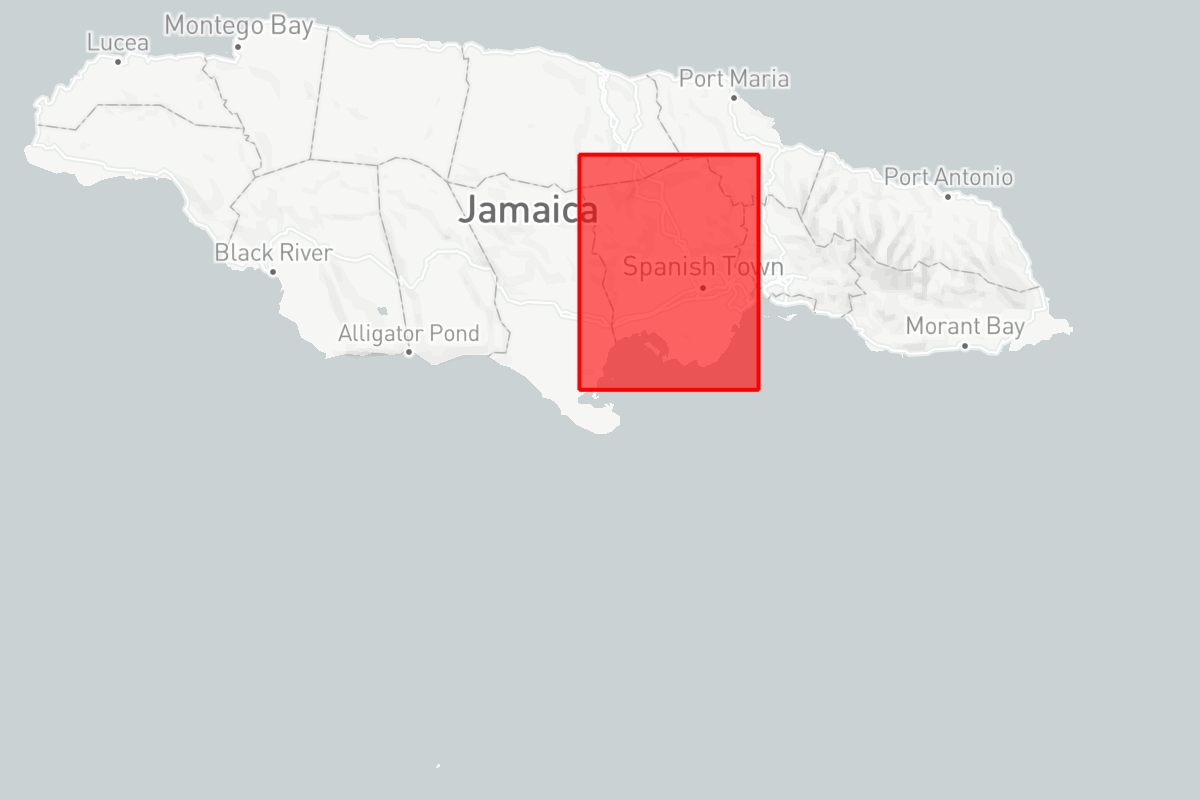 Montego Bay
Lucea
Port Maria
Port Antonio
Jamaica
Black River
Spanish Town
Alligator Pond
Morant Bay